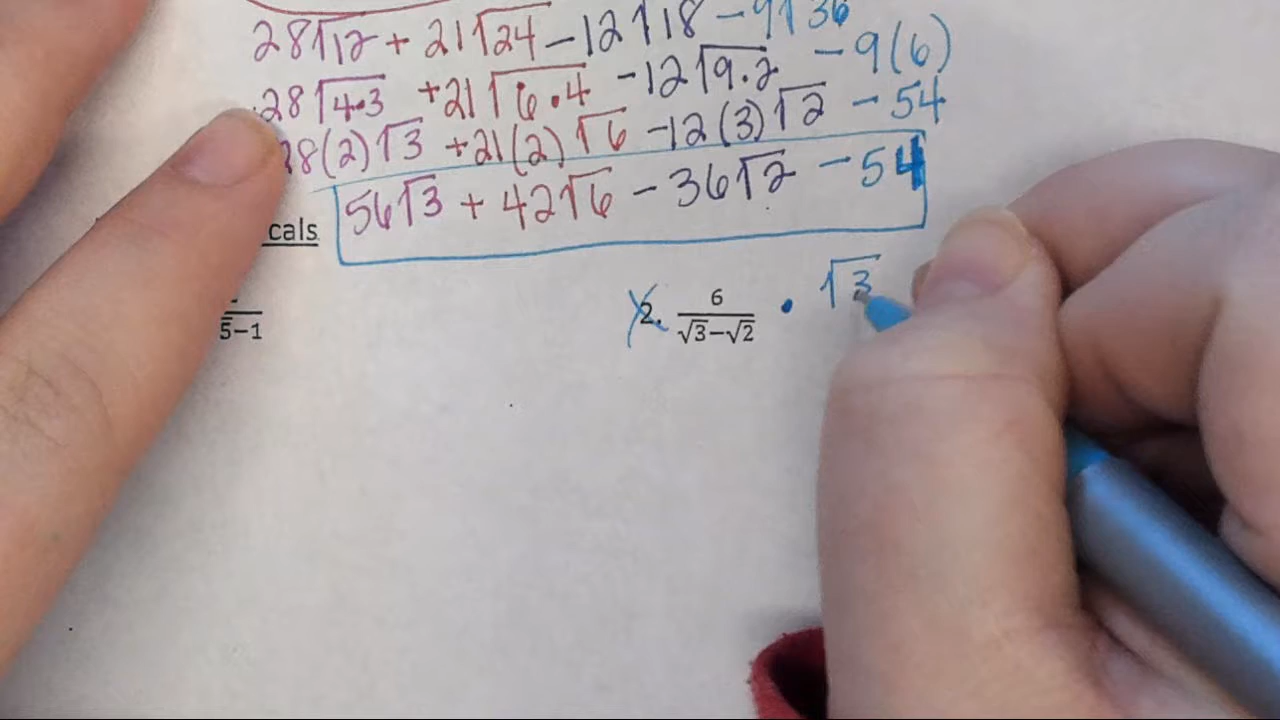 28√12 + 21√24 - 12√18 - 9√36
28√4•3 + 21√6•4 - 12√9•2 - 9(6)
28(2)√3 + 21(2)√6 - 12(3)√2 - 54
56√3 + 42√6 - 36√2 - 54
cals
5-1
2. 6/(√3-√2) • √3